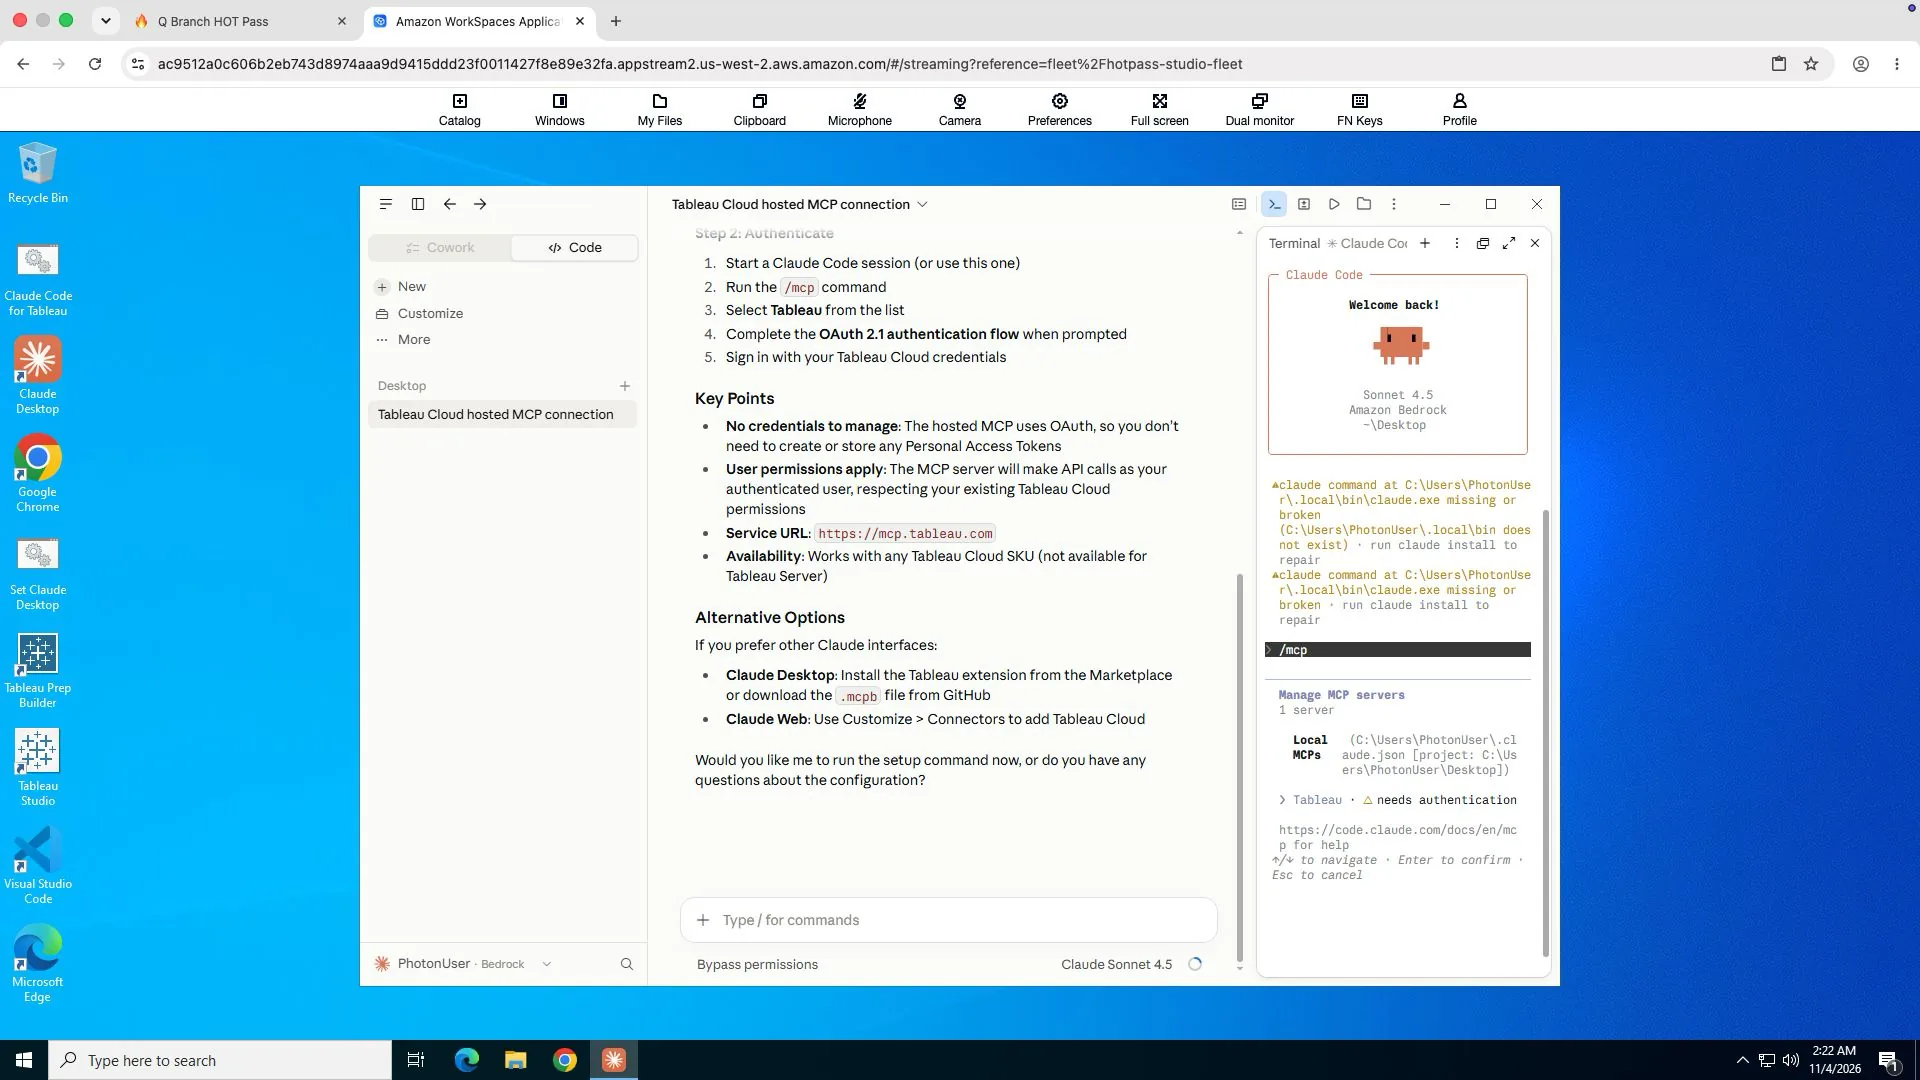 Q Branch HOT Pass
Amazon WorkSpaces Applica
ac9512a0c606b2eb743d8974aaa9d9415ddd23f0011427f8e89e32fa.appstream2.us-west-2.aws.amazon.com/#/streaming?reference=fleet%2Fhotpass-studio-fleet
Catalog
Windows
My Files
Clipboard
Microphone
Camera
Preferences
Full screen
Dual monitor
FN Keys
Profile
Recycle Bin
Claude Code
for Tableau
Claude
Desktop
Google
Chrome
Set Claude
Desktop
Tableau Prep
Builder
Tableau
Studio
Visual Studio
Code
Microsoft
Edge
Cowork
Code
New
Customize
More
Desktop
Tableau Cloud hosted MCP connection
PhotonUser · Bedrock
Tableau Cloud hosted MCP connection
Step 2: Authenticate
1. Start a Claude Code session (or use this one)
2. Run the /mcp command
3. Select Tableau from the list
4. Complete the OAuth 2.1 authentication flow when prompted
5. Sign in with your Tableau Cloud credentials
Key Points
• No credentials to manage: The hosted MCP uses OAuth, so you don't
need to create or store any Personal Access Tokens
• User permissions apply: The MCP server will make API calls as your
authenticated user, respecting your existing Tableau Cloud
permissions
• Service URL: https://mcp.tableau.com
• Availability: Works with any Tableau Cloud SKU (not available for
Tableau Server)
Alternative Options
If you prefer other Claude interfaces:
• Claude Desktop: Install the Tableau extension from the Marketplace
or download the .mcpb file from GitHub
• Claude Web: Use Customize > Connectors to add Tableau Cloud
Would you like me to run the setup command now, or do you have any
questions about the configuration?
Type / for commands
Bypass permissions
Claude Sonnet 4.5
Terminal ✳ Claude Coc
Claude Code
Welcome back!
Sonnet 4.5
Amazon Bedrock
~\Desktop
▲claude command at C:\Users\PhotonUse
r\.local\bin\claude.exe missing or
broken
(C:\Users\PhotonUser\.local\bin does
not exist) · run claude install to
repair
▲claude command at C:\Users\PhotonUse
r\.local\bin\claude.exe missing or
broken · run claude install to
repair
> /mcp
Manage MCP servers
1 server
Local MCPs (C:\Users\PhotonUser\.cl
aude.json [project: C:\Us
ers\PhotonUser\Desktop])
> Tableau · △ needs authentication
https://code.claude.com/docs/en/mc
p for help
↑/↓ to navigate · Enter to confirm ·
Esc to cancel
Type here to search
2:22 AM
11/4/2026
1